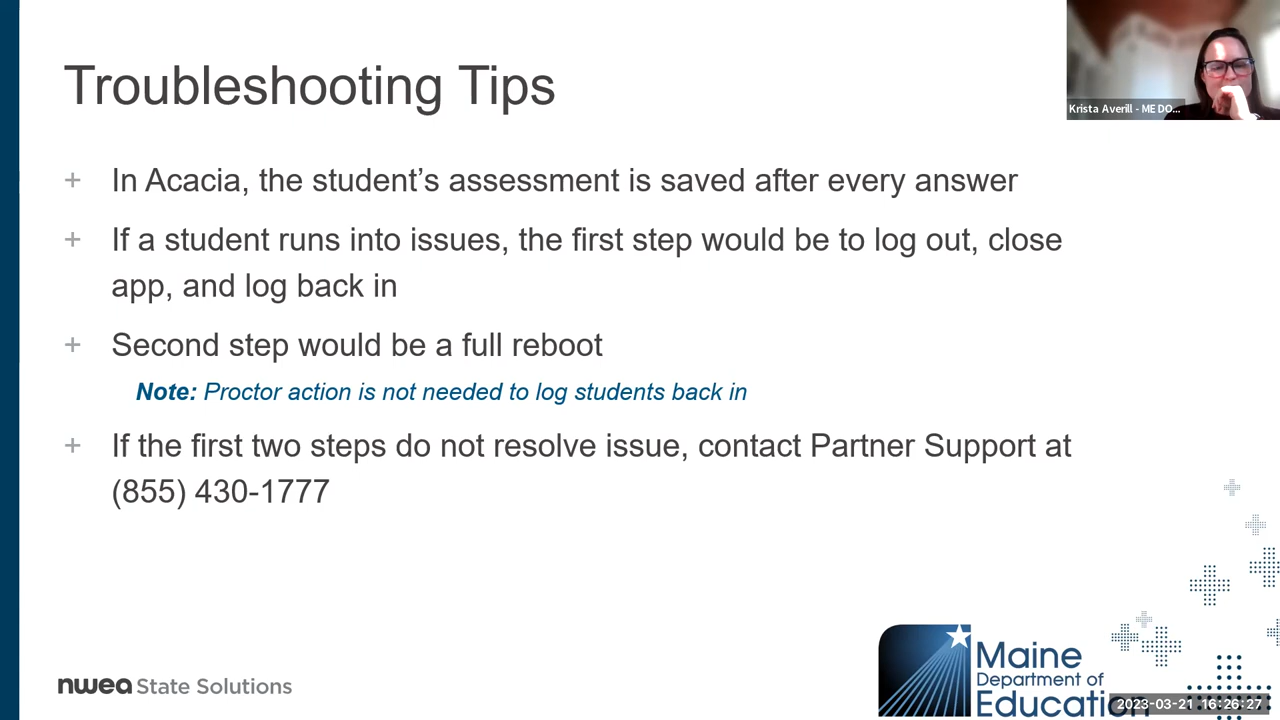 Troubleshooting Tips
Krista Averill - ME DO...
+ In Acacia, the student’s assessment is saved after every answer
+ If a student runs into issues, the first step would be to log out, close
app, and log back in
+ Second step would be a full reboot
Note: Proctor action is not needed to log students back in
+ If the first two steps do not resolve issue, contact Partner Support at
(855) 430-1777
nwea State Solutions
Maine
Department of
Education
2023-03-21 16:26:27